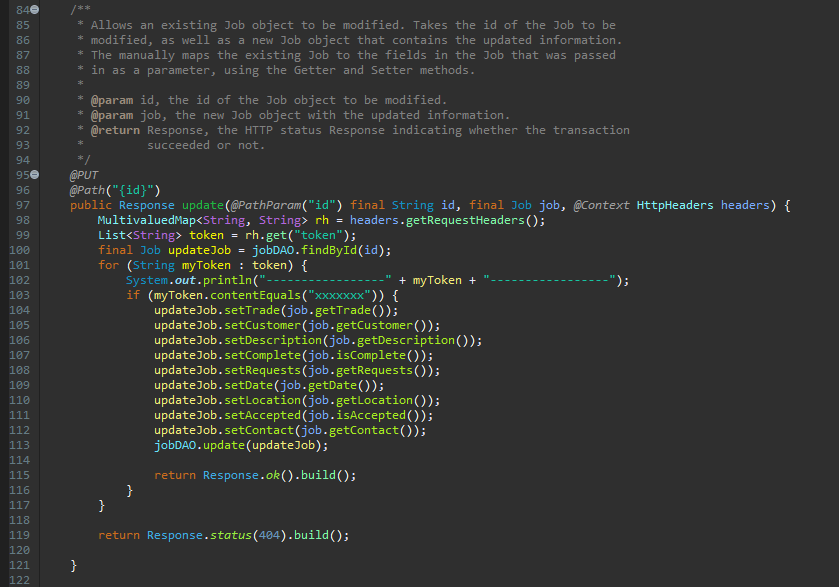 84 /**
85 * Allows an existing Job object to be modified. Takes the id of the Job to be
86 * modified, as well as a new Job object that contains the updated information.
87 * The manually maps the existing Job to the fields in the Job that was passed
88 * in as a parameter, using the Getter and Setter methods.
89 *
90 * @param id, the id of the Job object to be modified.
91 * @param job, the new Job object with the updated information.
92 * @return Response, the HTTP status Response indicating whether the transaction
93 *         succeeded or not.
94 */
95 @PUT
96 @Path("{id}")
97 public Response update(@PathParam("id") final String id, final Job job, @Context HttpHeaders headers) {
98     MultivaluedMap<String, String> rh = headers.getRequestHeaders();
99     List<String> token = rh.get("token");
100     final Job updateJob = jobDAO.findById(id);
101     for (String myToken : token) {
102         System.out.println("-----------------" + myToken + "-----------------");
103         if (myToken.contentEquals("xxxxxxx")) {
104             updateJob.setTrade(job.getTrade());
105             updateJob.setCustomer(job.getCustomer());
106             updateJob.setDescription(job.getDescription());
107             updateJob.setComplete(job.isComplete());
108             updateJob.setRequests(job.getRequests());
109             updateJob.setDate(job.getDate());
110             updateJob.setLocation(job.getLocation());
111             updateJob.setAccepted(job.isAccepted());
112             updateJob.setContact(job.getContact());
113             jobDAO.update(updateJob);
114
115             return Response.ok().build();
116         }
117     }
118
119     return Response.status(404).build();
120
121 }
122